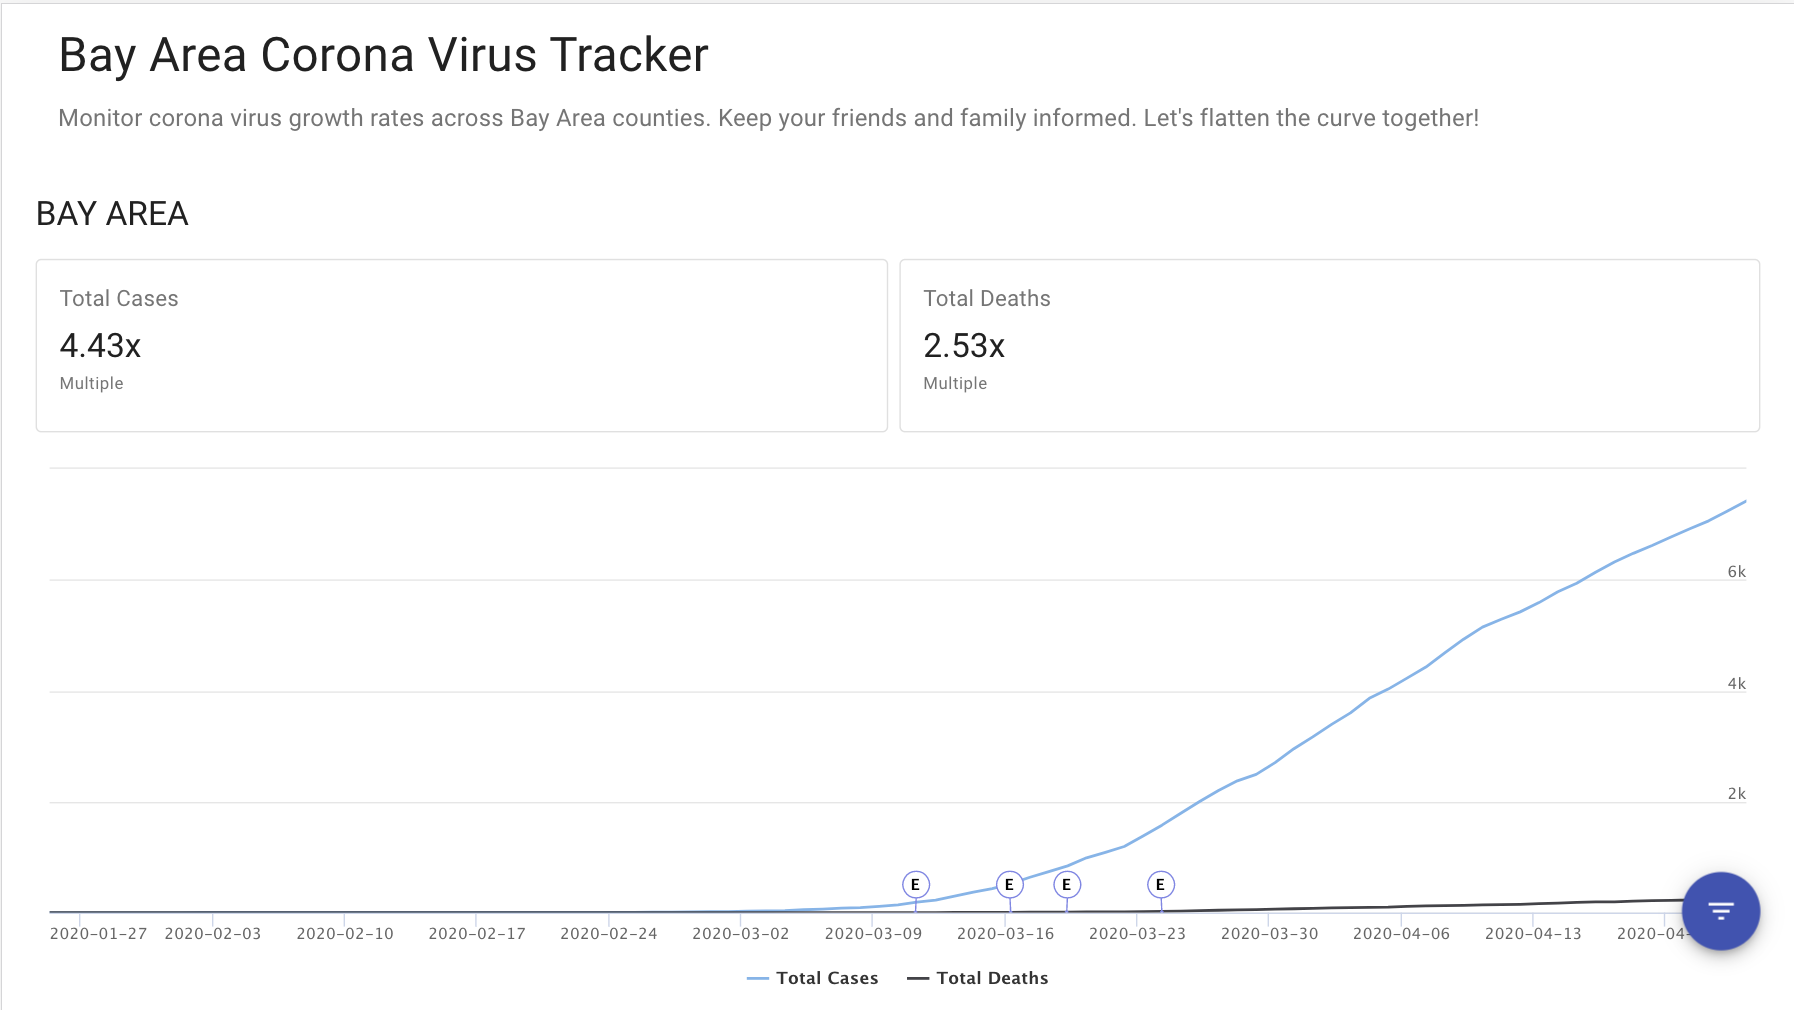 Bay Area Corona Virus Tracker
Monitor corona virus growth rates across Bay Area counties. Keep your friends and family informed. Let's flatten the curve together!
BAY AREA
Total Cases
4.43x
Multiple
Total Deaths
2.53x
Multiple
6k
4k
2k
E E E E
2020-01-27 2020-02-03 2020-02-10 2020-02-17 2020-02-24 2020-03-02 2020-03-09 2020-03-16 2020-03-23 2020-03-30 2020-04-06 2020-04-13 2020-04-
Total Cases Total Deaths